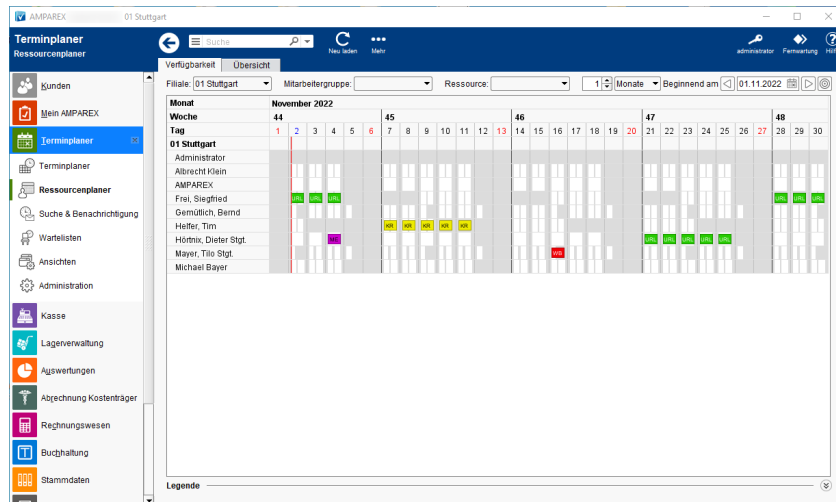 AMPAREX 01 Stuttgart
Terminplaner
Ressourcenplaner
Suche
Neu laden
Mehr
administrator
Fernwartung
Hilf
Verfügbarkeit Übersicht
Filiale: 01 Stuttgart Mitarbeitergruppe: Ressource: 1 Monate Beginnend am 01.11.2022
Kunden
Mein AMPAREX
Terminplaner
Terminplaner
Ressourcenplaner
Suche & Benachrichtigung
Wartelisten
Ansichten
Administration
Kasse
Lagerverwaltung
Auswertungen
Abrechnung Kostenträger
Rechnungswesen
Buchhaltung
Stammdaten
Monat November 2022
Woche 44 45 46 47 48
Tag 1 2 3 4 5 6 7 8 9 10 11 12 13 14 15 16 17 18 19 20 21 22 23 24 25 26 27 28 29 30
01 Stuttgart
Administrator
Albrecht Klein
AMPAREX
Frei, Siegfried URL URL URL URL URL URL
Gemütlich, Bernd
Helfer, Tim KR KR KR KR KR
Hörtnix, Dieter Stgt. URL URL URL URL URL
Mayer, Tilo Stgt. WB
Michael Bayer
Legende